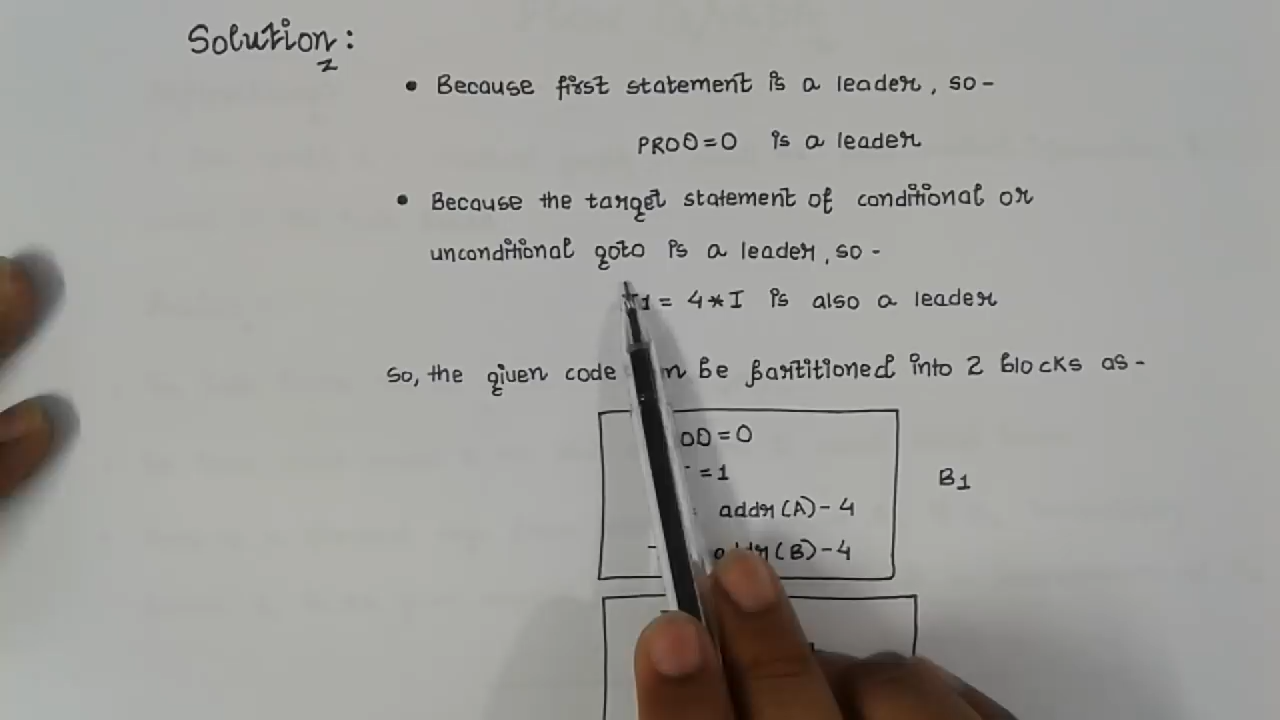 Solution:
• Because first statement is a leader, so -
PROD=0 is a leader
• Because the target statement of conditional or
unconditional goto is a leader, so -
1 = 4*I is also a leader
So, the given code be partitioned into 2 blocks as -
OD = 0
= 1
addr(A) - 4
addr(B) - 4
B1